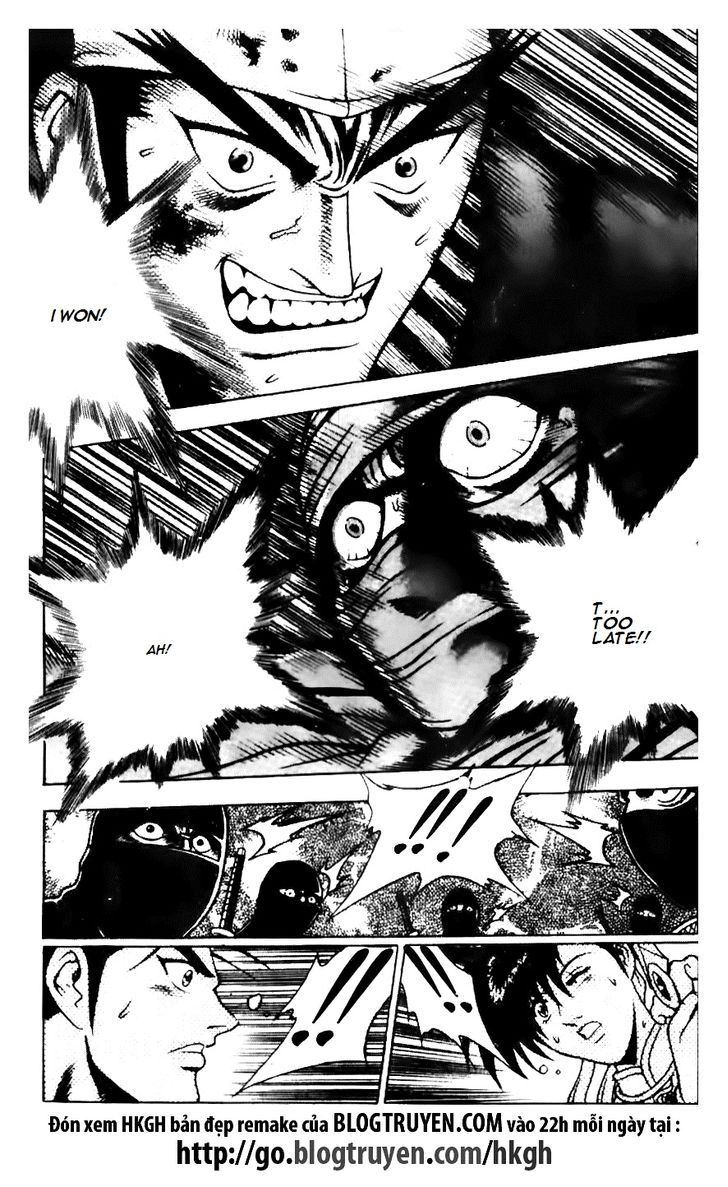 I WON!
AH!
T...
TOO
LATE!!
!!!
!!!
!!
Đón xem HKGH bản đẹp remake của BLOGTRUYEN.COM vào 22h mỗi ngày tại :
http://go.blogtruyen.com/hkgh